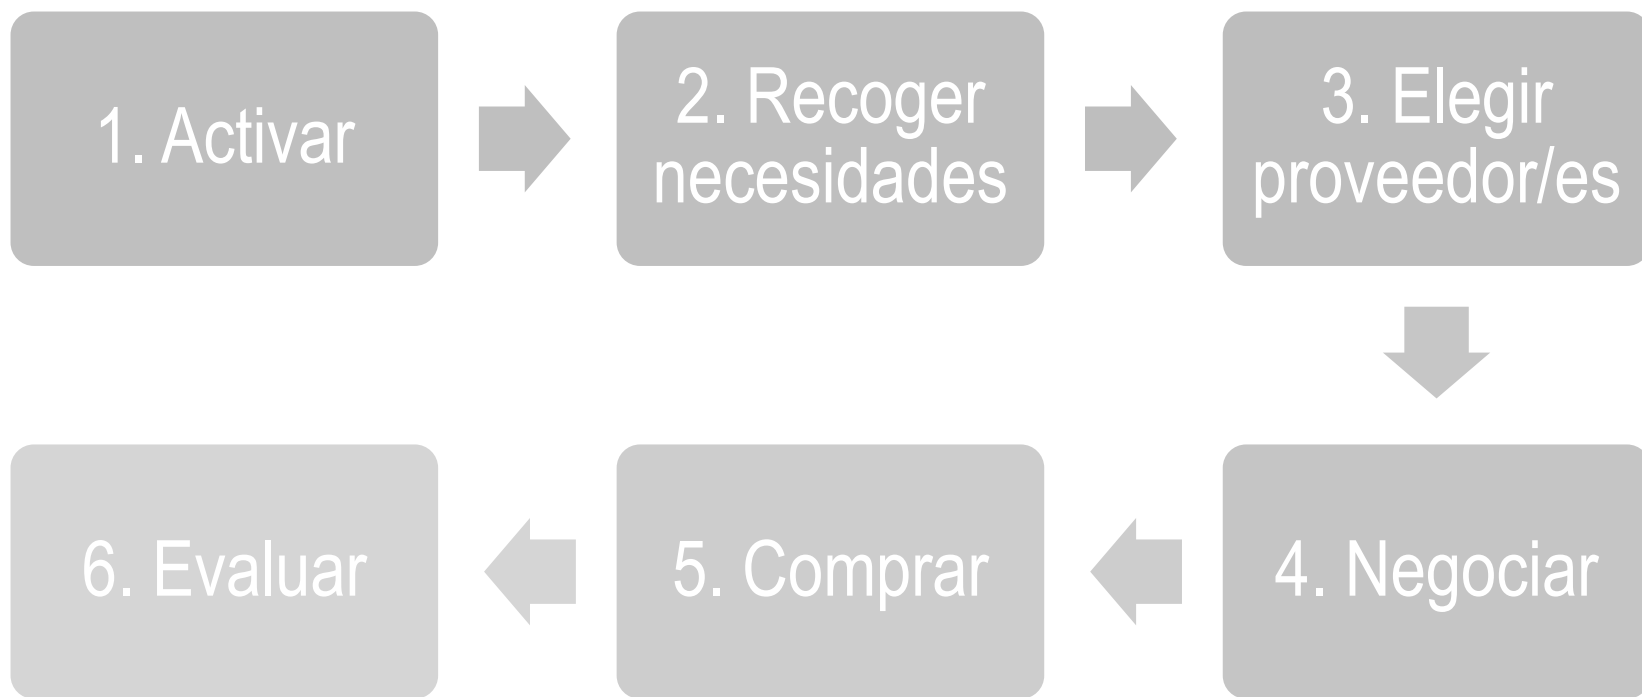 1. Activar
2. Recoger
necesidades
3. Elegir
proveedor/es
4. Negociar
5. Comprar
6. Evaluar